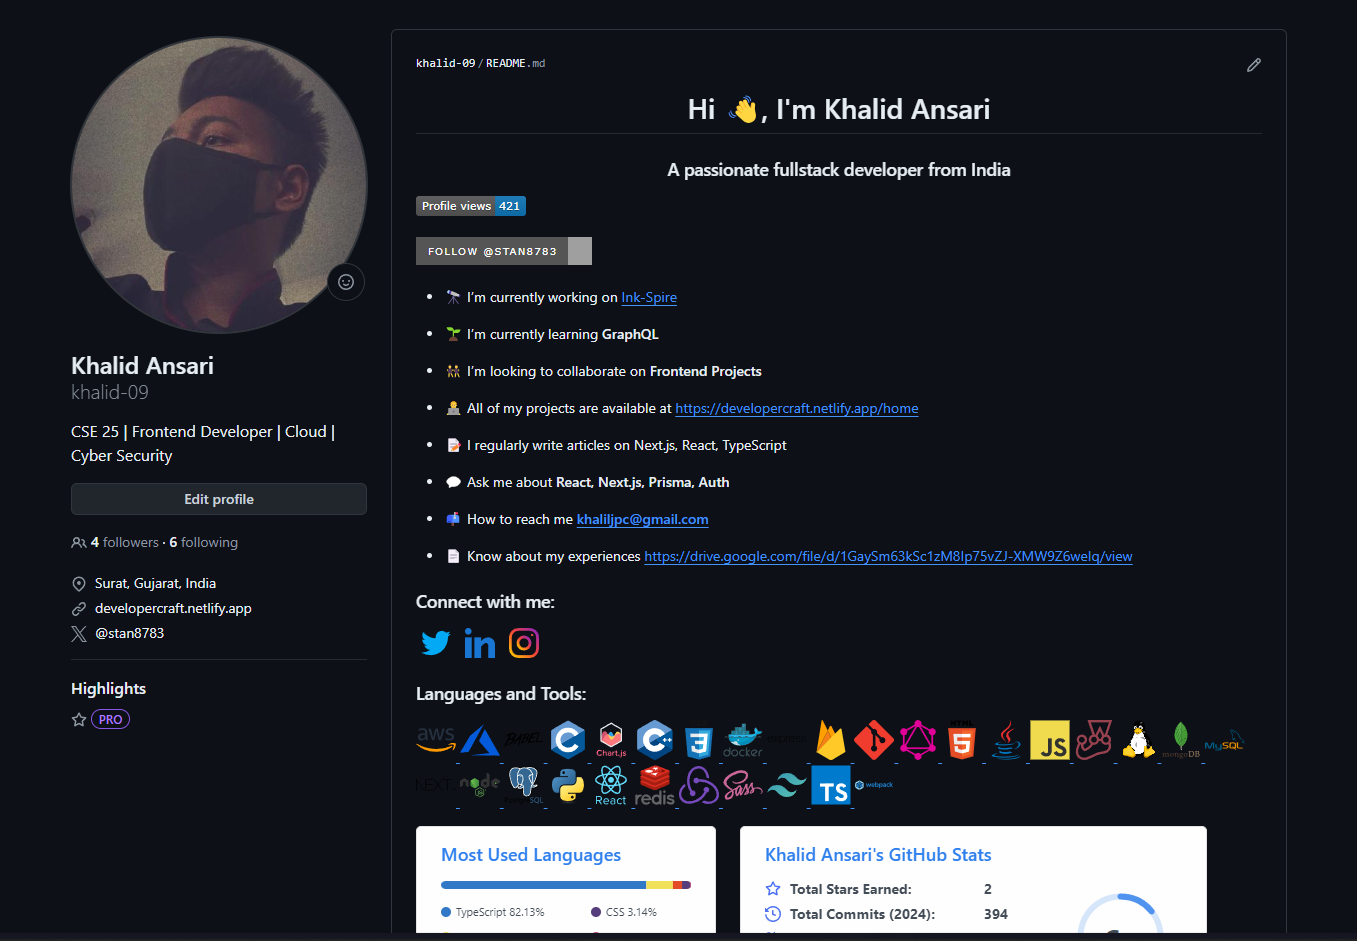 khalid-09/README.md
Hi 👋, I'm Khalid Ansari
A passionate fullstack developer from India
Profile views 421
FOLLOW @STAN8783
I'm currently working on Ink-Spire
I'm currently learning GraphQL
I'm looking to collaborate on Frontend Projects
All of my projects are available at https://developercraft.netlify.app/home
I regularly write articles on Next.js, React, TypeScript
Ask me about React, Next.js, Prisma, Auth
How to reach me khaliljpc@gmail.com
Know about my experiences https://drive.google.com/file/d/1GaySm63kSc1zM8Ip75vZJ-XMW9Z6welq/view
Connect with me:
in
Languages and Tools:
aws BABEL C Chart.js C++ 3 docker express HTML 5 Java JS mongoDB MySQL
NEXT.js node PostgreSQL React redis Sass TS webpack
Most Used Languages
TypeScript 82.13% CSS 3.14%
Khalid Ansari's GitHub Stats
Total Stars Earned: 2
Total Commits (2024): 394
Khalid Ansari
khalid-09
CSE 25 | Frontend Developer | Cloud |
Cyber Security
Edit profile
4 followers · 6 following
Surat, Gujarat, India
developercraft.netlify.app
@stan8783
Highlights
PRO